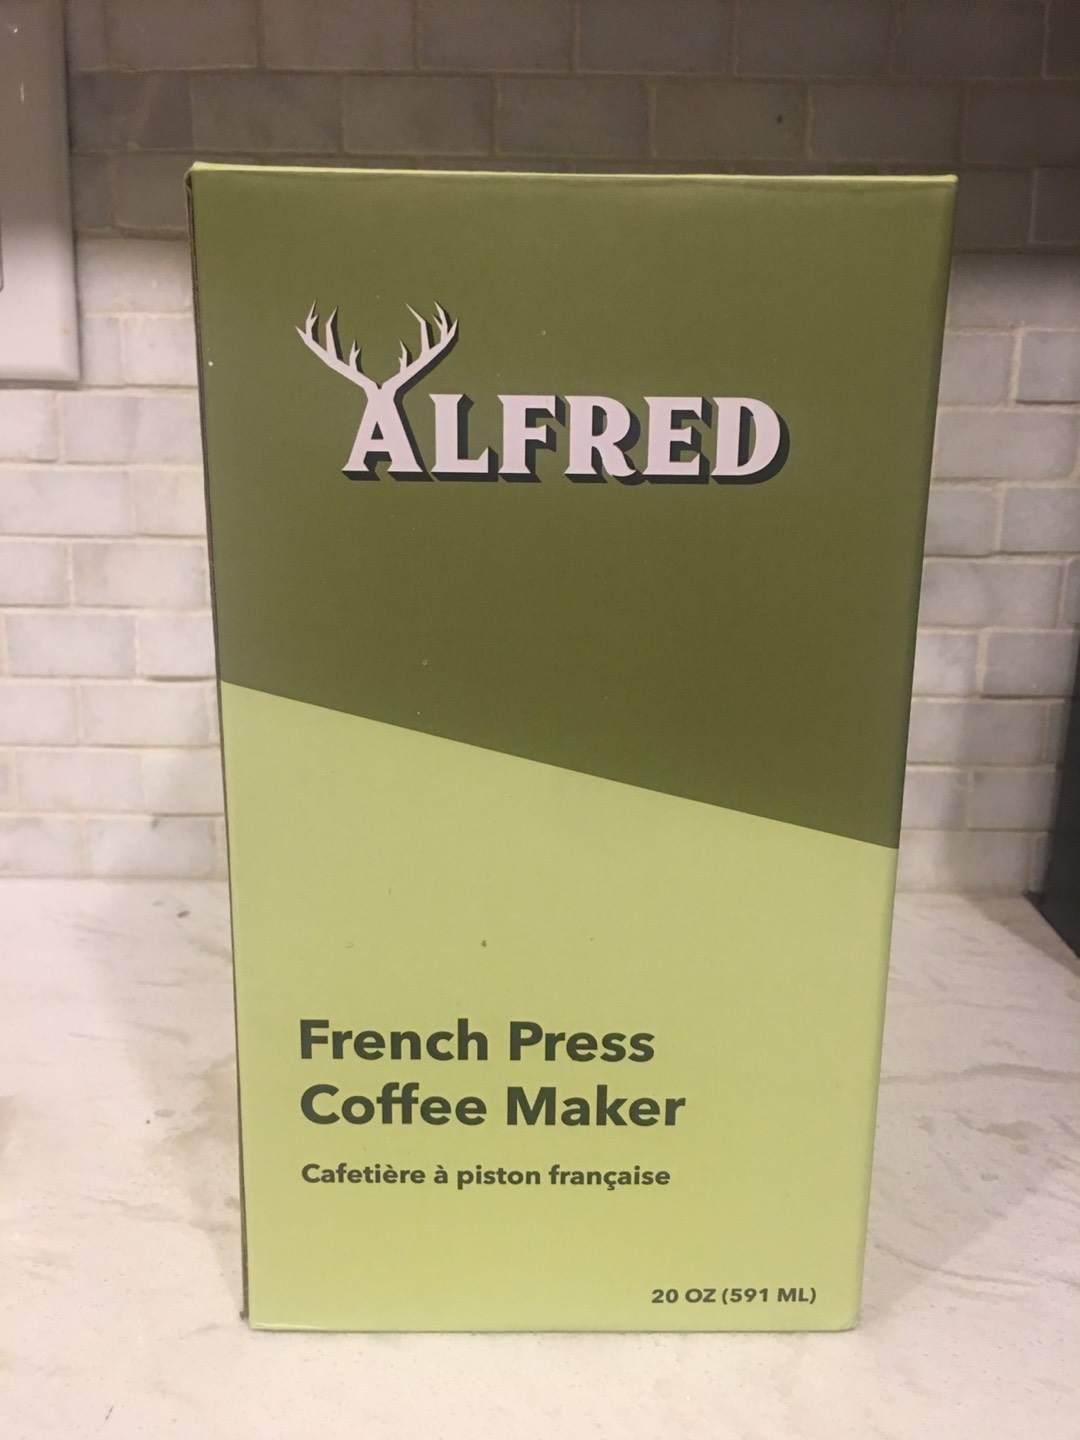 ALFRED
French Press
Coffee Maker
Cafetière à piston française
20 OZ (591 ML)